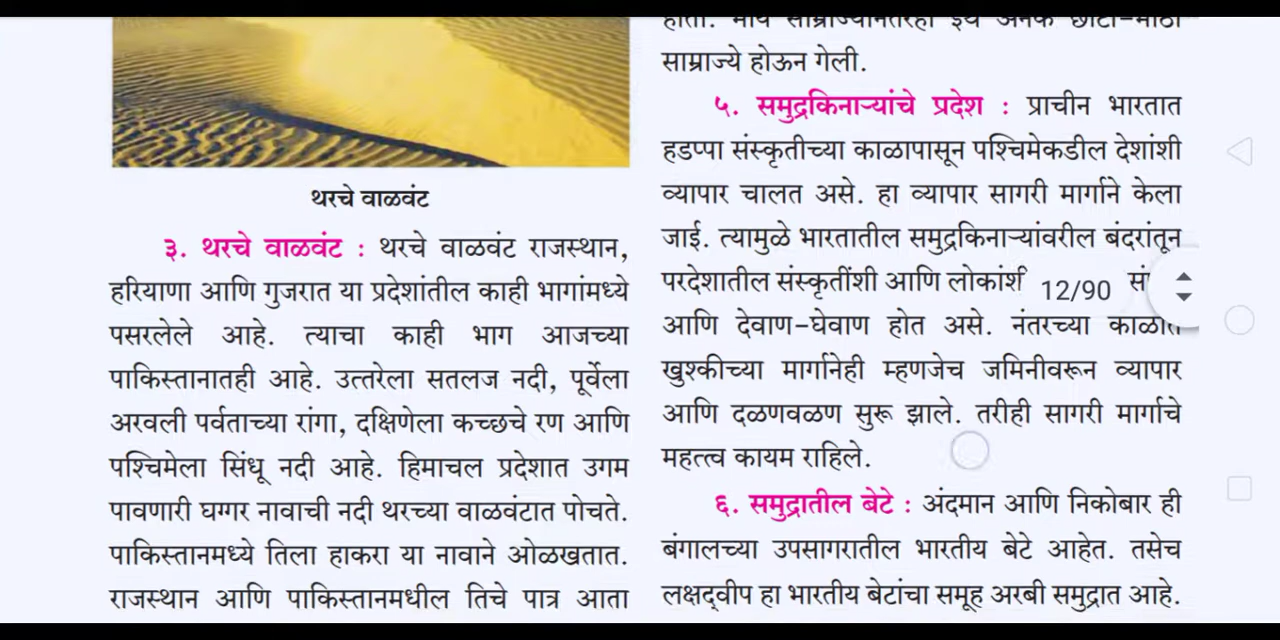 थरचे वाळवंट
३. थरचे वाळवंट : थरचे वाळवंट राजस्थान,
हरियाणा आणि गुजरात या प्रदेशांतील काही भागांमध्ये
पसरलेले आहे. त्याचा काही भाग आजच्या
पाकिस्तानातही आहे. उत्तरेला सतलज नदी, पूर्वेला
अरवली पर्वताच्या रांगा, दक्षिणेला कच्छचे रण आणि
पश्चिमेला सिंधू नदी आहे. हिमाचल प्रदेशात उगम
पावणारी घग्गर नावाची नदी थरच्या वाळवंटात पोचते.
पाकिस्तानमध्ये तिला हाकरा या नावाने ओळखतात.
राजस्थान आणि पाकिस्तानमधील तिचे पात्र आता
साम्राज्ये होऊन गेली.
५. समुद्रकिनाऱ्यांचे प्रदेश : प्राचीन भारतात
हडप्पा संस्कृतीच्या काळापासून पश्चिमेकडील देशांशी
व्यापार चालत असे. हा व्यापार सागरी मार्गाने केला
जाई. त्यामुळे भारतातील समुद्रकिनाऱ्यांवरील बंदरांतून
परदेशातील संस्कृतींशी आणि लोकांशी
12/90
आणि देवाण-घेवाण होत असे. नंतरच्या काळात
खुश्कीच्या मार्गानेही म्हणजेच जमिनीवरून व्यापार
आणि दळणवळण सुरू झाले. तरीही सागरी मार्गाचे
महत्त्व कायम राहिले.
६. समुद्रातील बेटे : अंदमान आणि निकोबार ही
बंगालच्या उपसागरातील भारतीय बेटे आहेत. तसेच
लक्षद्वीप हा भारतीय बेटांचा समूह अरबी समुद्रात आहे.